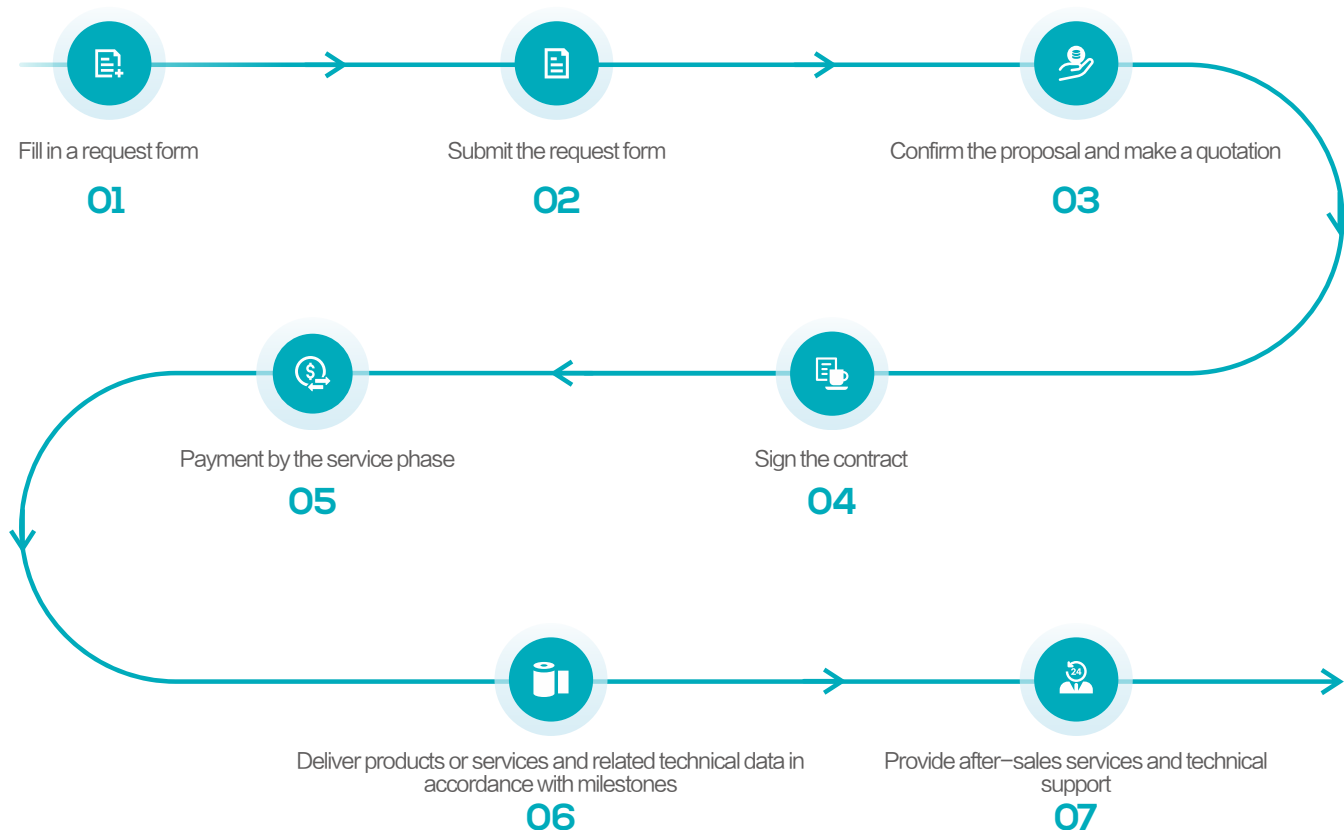 Fill in a request form
01
Submit the request form
02
Confirm the proposal and make a quotation
03
$
Payment by the service phase
05
Sign the contract
04
Deliver products or services and related technical data in
accordance with milestones
06
24
Provide after-sales services and technical
support
07